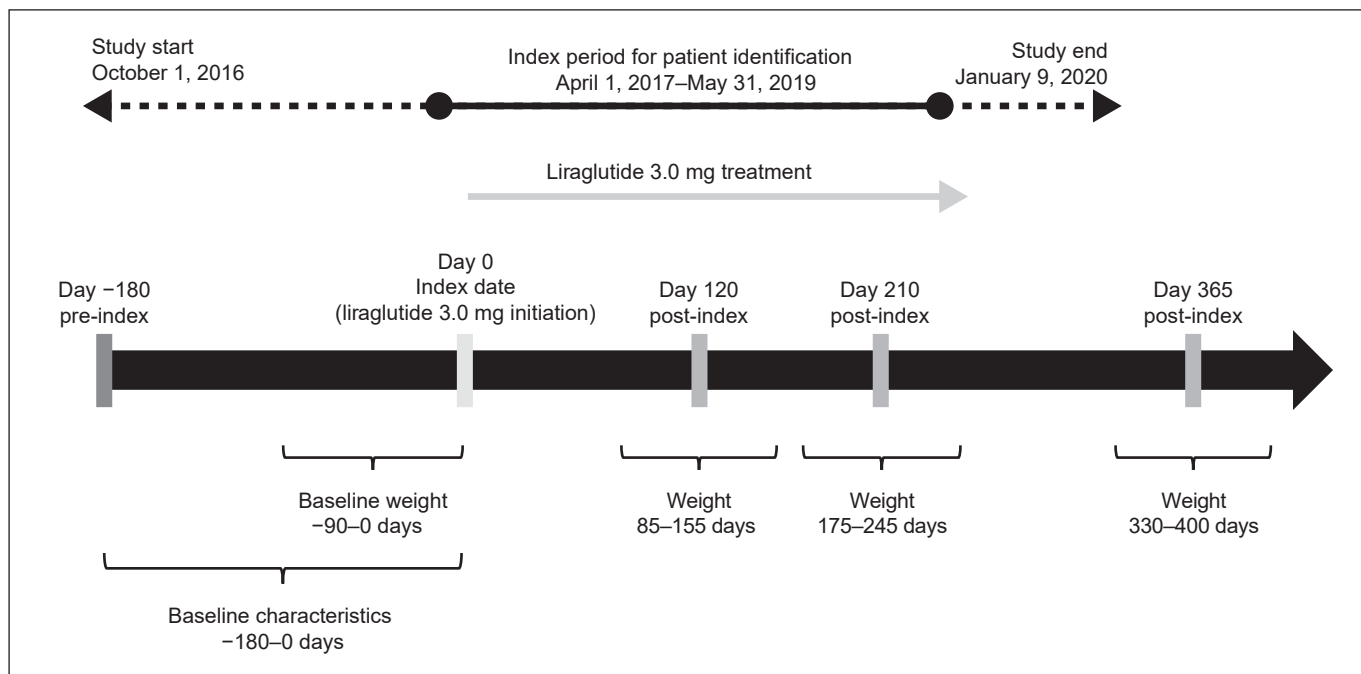 Study start
October 1, 2016
Index period for patient identification
April 1, 2017–May 31, 2019
Study end
January 9, 2020
Liraglutide 3.0 mg treatment
Day −180
pre-index
Day 0
Index date
(liraglutide 3.0 mg initiation)
Day 120
post-index
Day 210
post-index
Day 365
post-index
Baseline weight
−90–0 days
Weight
85–155 days
Weight
175–245 days
Weight
330–400 days
Baseline characteristics
−180–0 days